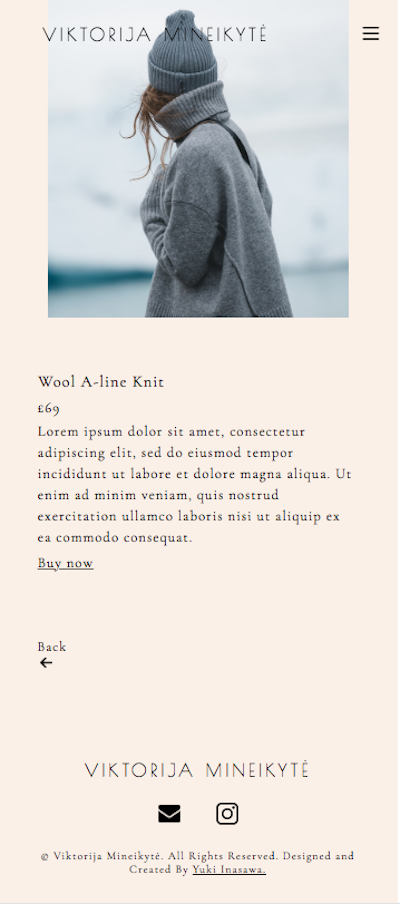 VIKTORIJA MINEIKYTĖ
Wool A-line Knit
£69
Lorem ipsum dolor sit amet, consectetur
adipiscing elit, sed do eiusmod tempor
incididunt ut labore et dolore magna aliqua. Ut
enim ad minim veniam, quis nostrud
exercitation ullamco laboris nisi ut aliquip ex
ea commodo consequat.
Buy now
Back
VIKTORIJA MINEIKYTĖ
© Viktorija Mineikytė. All Rights Reserved. Designed and
Created By Yuki Inasawa.